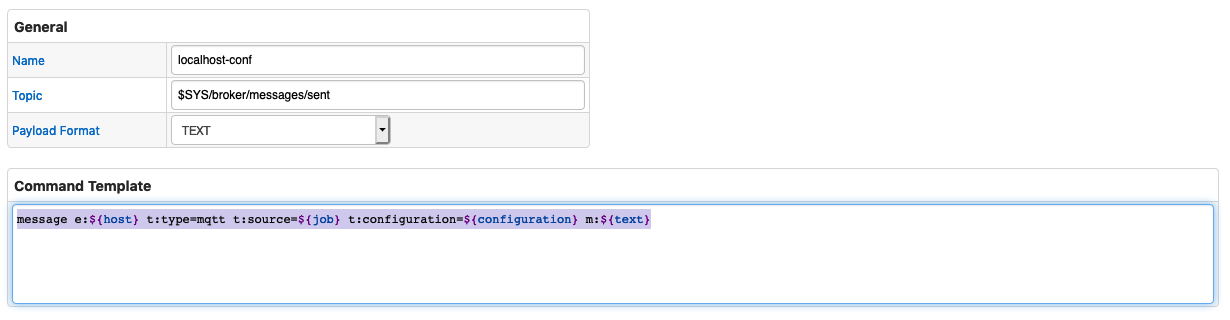 General
Name localhost-conf
Topic $SYS/broker/messages/sent
Payload Format TEXT
Command Template
message e:${host} t:type=mqtt t:source=${job} t:configuration=${configuration} m:${text}